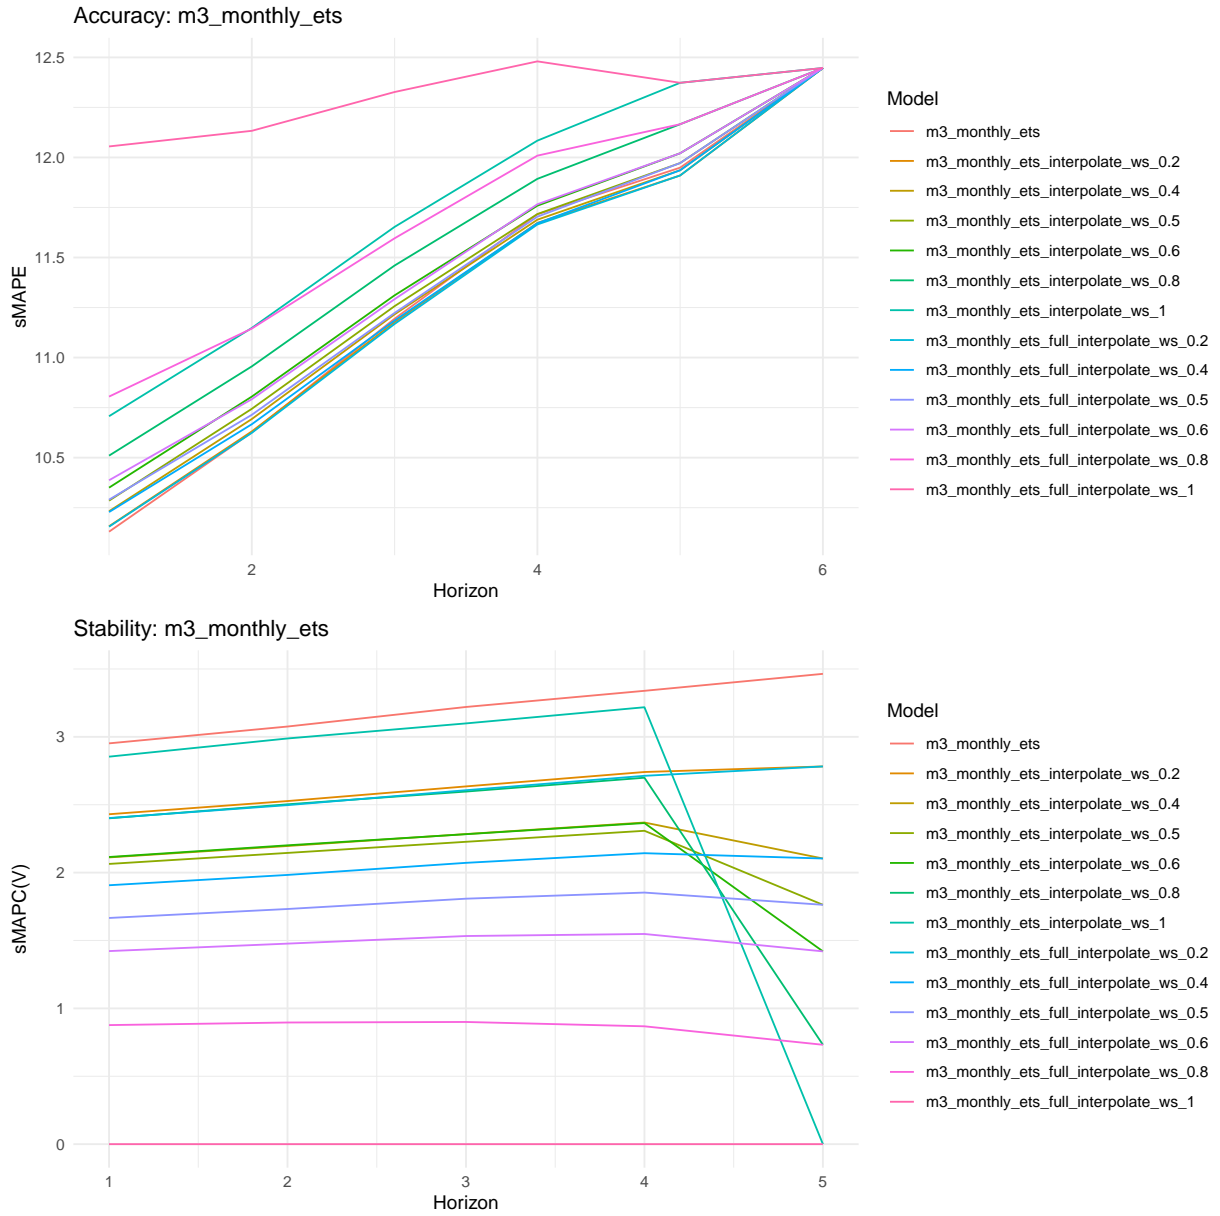 Accuracy: m3_monthly_ets
12.5
12.0
11.5
11.0
10.5
sMAPE
2
4
6
Horizon
Model
m3_monthly_ets
m3_monthly_ets_interpolate_ws_0.2
m3_monthly_ets_interpolate_ws_0.4
m3_monthly_ets_interpolate_ws_0.5
m3_monthly_ets_interpolate_ws_0.6
m3_monthly_ets_interpolate_ws_0.8
m3_monthly_ets_interpolate_ws_1
m3_monthly_ets_full_interpolate_ws_0.2
m3_monthly_ets_full_interpolate_ws_0.4
m3_monthly_ets_full_interpolate_ws_0.5
m3_monthly_ets_full_interpolate_ws_0.6
m3_monthly_ets_full_interpolate_ws_0.8
m3_monthly_ets_full_interpolate_ws_1
Stability: m3_monthly_ets
3
2
1
0
sMAPC(V)
1
2
3
4
5
Horizon
Model
m3_monthly_ets
m3_monthly_ets_interpolate_ws_0.2
m3_monthly_ets_interpolate_ws_0.4
m3_monthly_ets_interpolate_ws_0.5
m3_monthly_ets_interpolate_ws_0.6
m3_monthly_ets_interpolate_ws_0.8
m3_monthly_ets_interpolate_ws_1
m3_monthly_ets_full_interpolate_ws_0.2
m3_monthly_ets_full_interpolate_ws_0.4
m3_monthly_ets_full_interpolate_ws_0.5
m3_monthly_ets_full_interpolate_ws_0.6
m3_monthly_ets_full_interpolate_ws_0.8
m3_monthly_ets_full_interpolate_ws_1